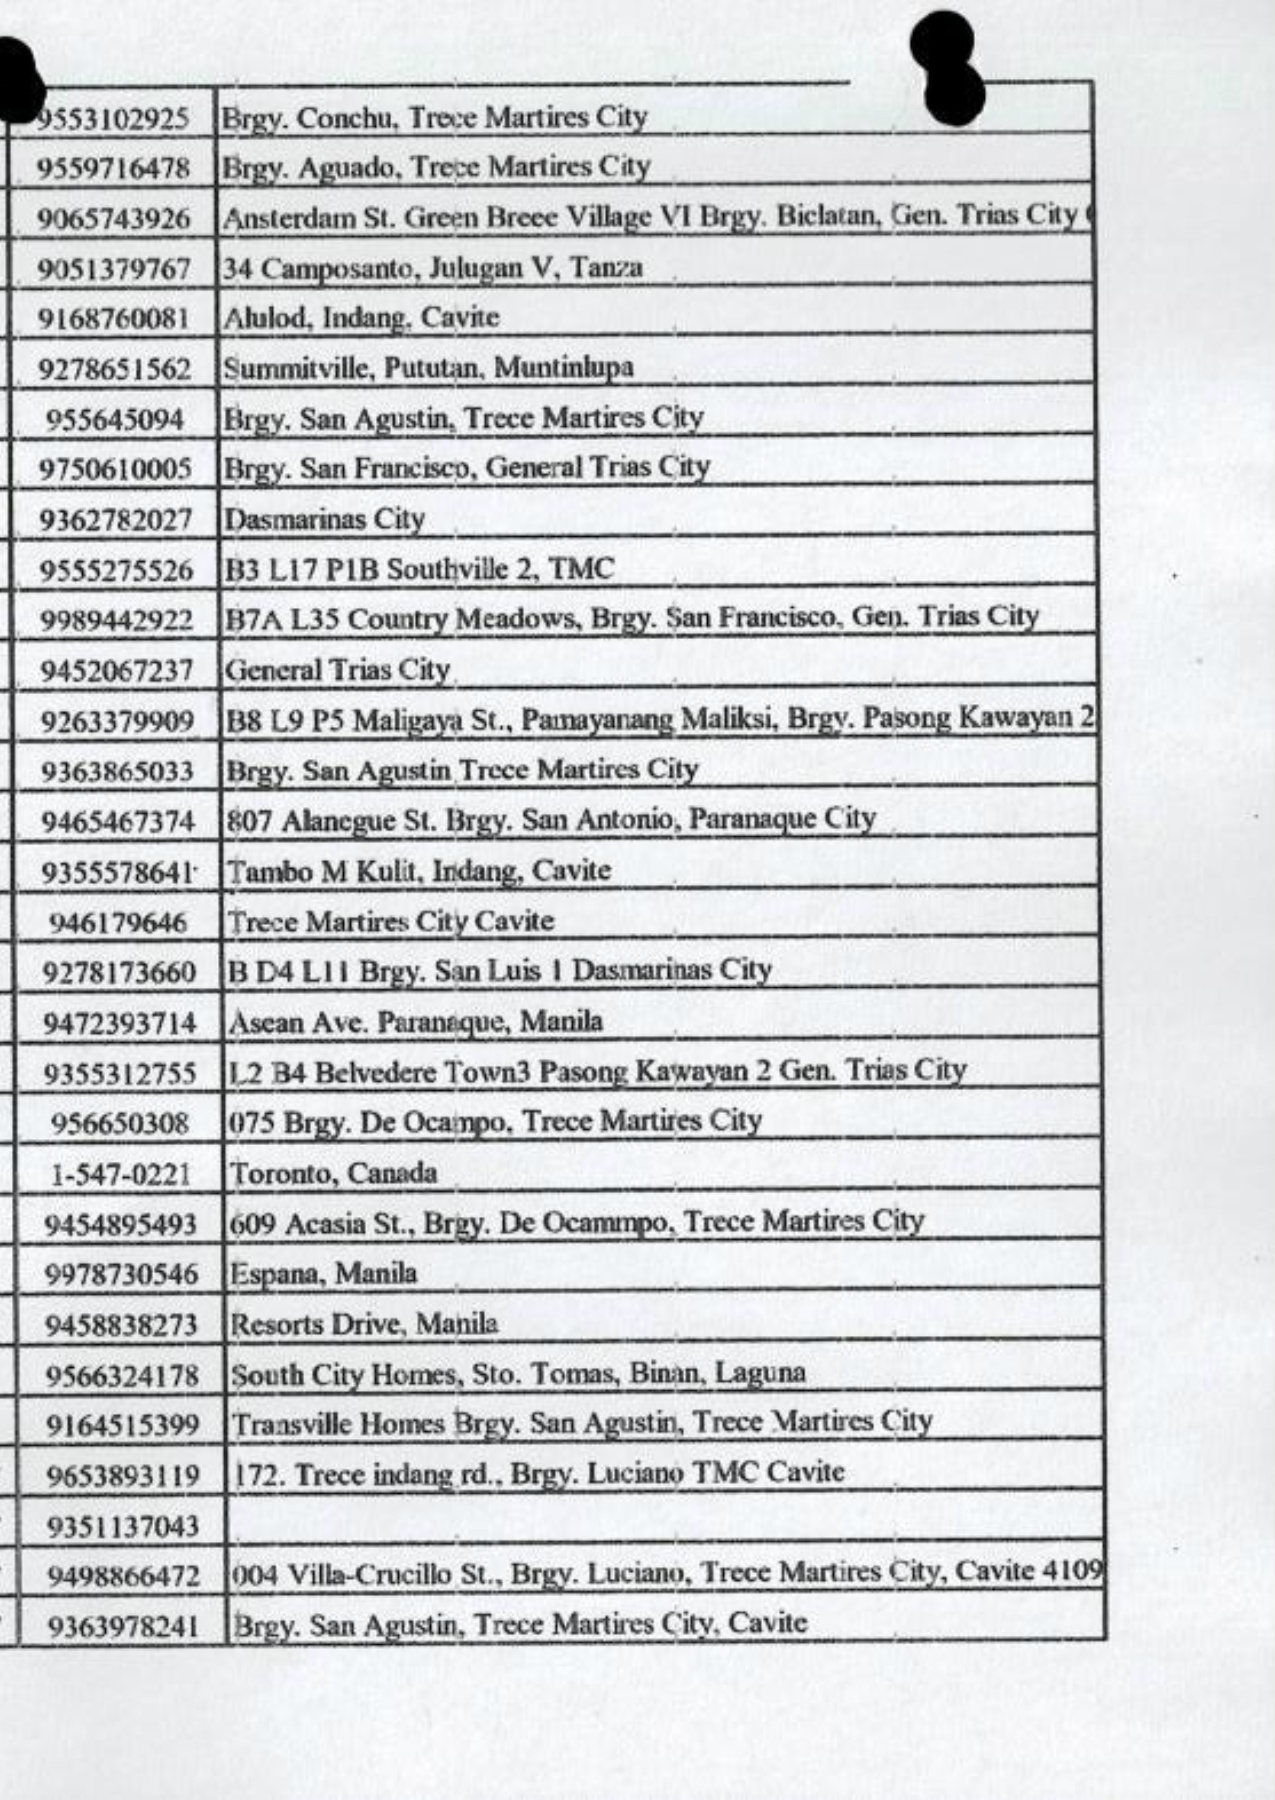 9553102925 Brgy. Conchu, Trece Martires City
9559716478 Brgy. Aguado, Trece Martires City
9065743926 Ansterdam St. Green Breee Village VI Brgy. Biclatan, Gen. Trias City
9051379767 34 Camposanto, Julugan V, Tanza
9168760081 Alulod, Indang, Cavite
9278651562 Summitville, Pututan, Muntinlupa
955645094 Brgy. San Agustin, Trece Martires City
9750610005 Brgy. San Francisco, General Trias City
9362782027 Dasmarinas City
9555275526 B3 L17 P1B Southville 2, TMC
9989442922 B7A L35 Country Meadows, Brgy. San Francisco, Gen. Trias City
9452067237 General Trias City
9263379909 B8 L9 P5 Maligaya St., Pamayanang Maliksi, Brgy. Pasong Kawayan 2
9363865033 Brgy. San Agustin Trece Martires City
9465467374 807 Alanegue St. Brgy. San Antonio, Paranaque City
9355578641 Tambo M Kulit, Indang, Cavite
946179646 Trece Martires City Cavite
9278173660 B D4 L11 Brgy. San Luis 1 Dasmarinas City
9472393714 Asean Ave. Paranaque, Manila
9355312755 L2 B4 Belvedere Town3 Pasong Kawayan 2 Gen. Trias City
956650308 075 Brgy. De Ocampo, Trece Martires City
1-547-0221 Toronto, Canada
9454895493 609 Acasia St., Brgy. De Ocammpo, Trece Martires City
9978730546 Espana, Manila
9458838273 Resorts Drive, Manila
9566324178 South City Homes, Sto. Tomas, Binan, Laguna
9164515399 Transville Homes Brgy. San Agustin, Trece Martires City
9653893119 172. Trece indang rd., Brgy. Luciano TMC Cavite
9351137043
9498866472 004 Villa-Crucillo St., Brgy. Luciano, Trece Martires City, Cavite 4109
9363978241 Brgy. San Agustin, Trece Martires City, Cavite